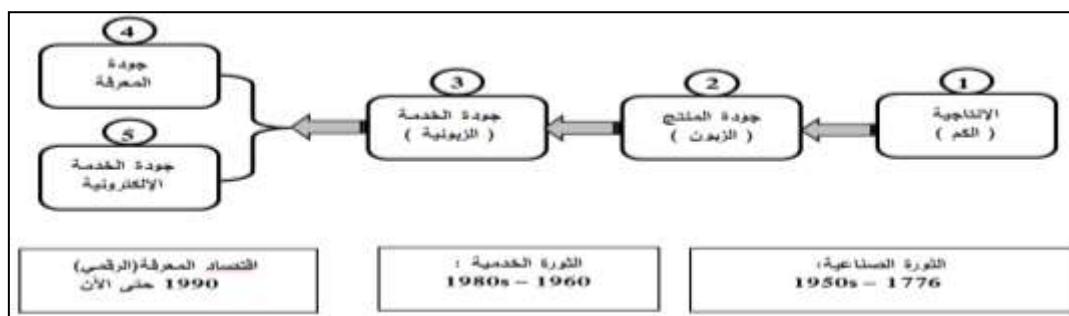 1
الإنتاجية
( الكم )
2
جودة المنتج
( الزبون )
3
جودة الخدمة
( الزبونية )
4
جودة
المعرفة
5
جودة الخدمة
الإلكترونية
الثورة الصناعية:
1776 – 1950s
الثورة الخدمية :
1960 – 1980s
اقتصاد المعرفة(الرقمي)
1990 حتى الآن